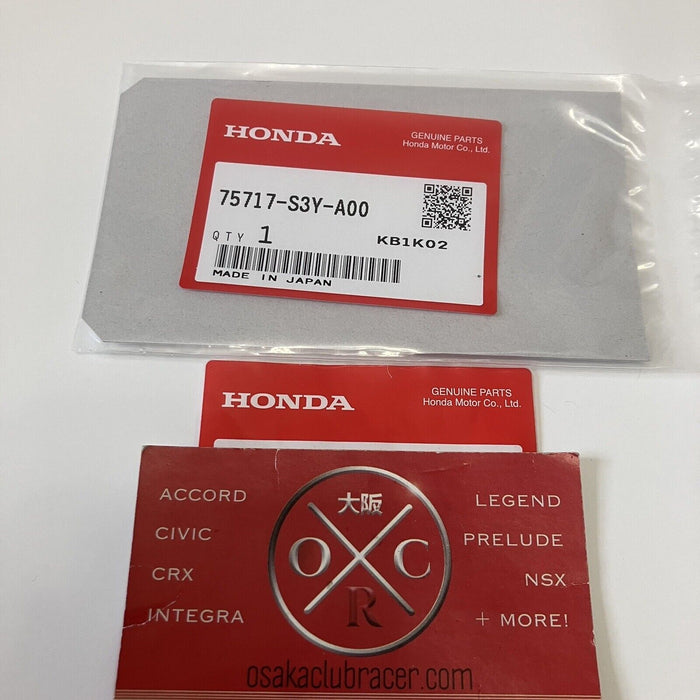 HONDA
GENUINE PARTS
Honda Motor Co., Ltd.
75717-S3Y-A00
QTY 1
KB1K02
MADE IN JAPAN
HONDA
GENUINE PARTS
Honda Motor Co., Ltd.
ACCORD
CIVIC
CRX
INTEGRA
大阪
O C
R
LEGEND
PRELUDE
NSX
+ MORE!
osakaclubracer.com